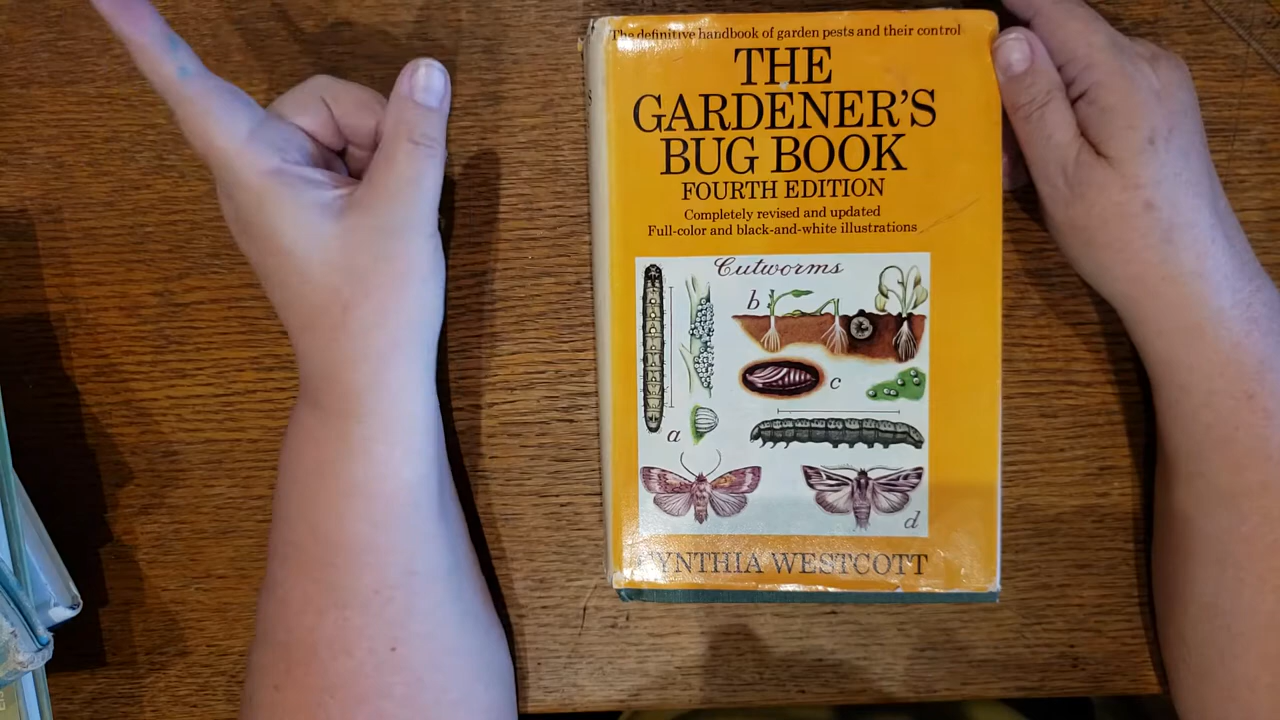 The definitive handbook of garden pests and their control
THE
GARDENER'S
BUG BOOK
FOURTH EDITION
Completely revised and updated
Full-color and black-and-white illustrations
Cutworms
b
c
a
d
CYNTHIA WESTCOTT